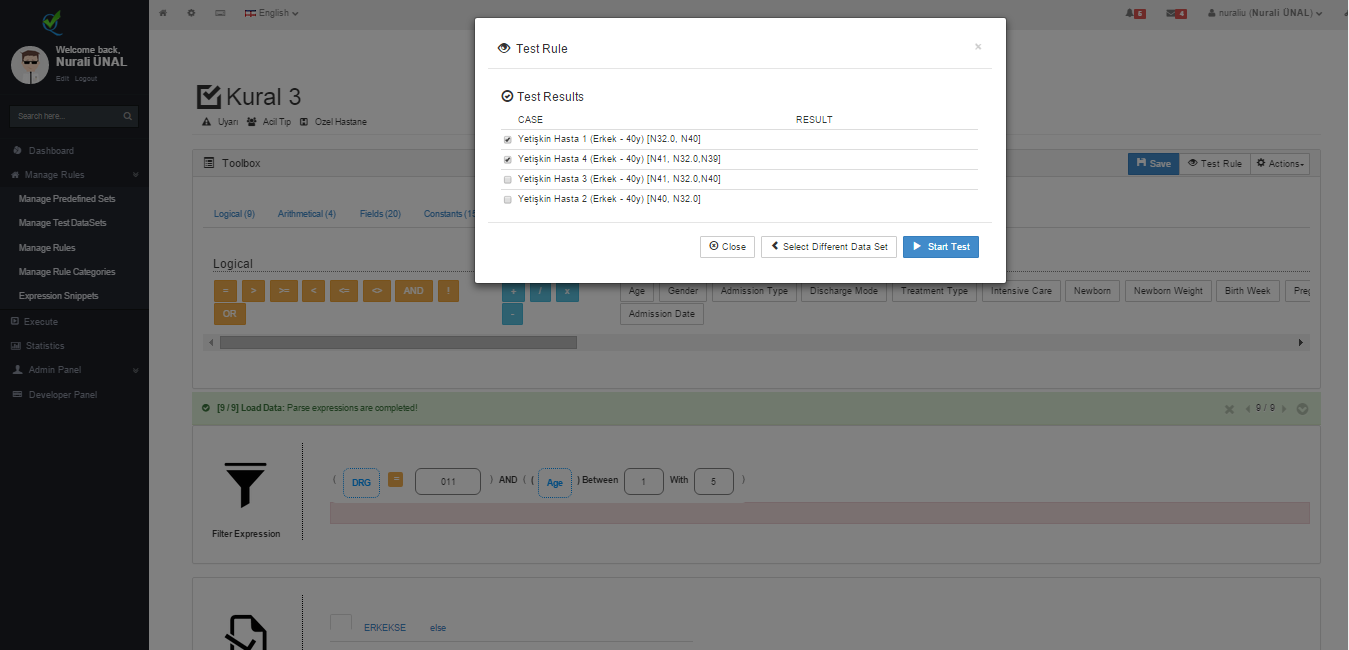 English
6
4
nuraliu (Nurali ÜNAL)
Welcome back,
Nurali ÜNAL
Edit Logout
Search here...
Dashboard
Manage Rules
Manage Predefined Sets
Manage Test DataSets
Manage Rules
Manage Rule Categories
Expression Snippets
Execute
Statistics
Admin Panel
Developer Panel
Test Rule ×
Test Results
CASE RESULT
Yetişkin Hasta 1 (Erkek - 40y) [N32.0, N40]
Yetişkin Hasta 4 (Erkek - 40y) [N41, N32.0,N39]
Yetişkin Hasta 3 (Erkek - 40y) [N41, N32.0,N40]
Yetişkin Hasta 2 (Erkek - 40y) [N40, N32.0]
Close Select Different Data Set Start Test
Kural 3
Uyarı Acil Tıp Özel Hastane
Toolbox Save Test Rule Actions
Logical (9) Arithmetical (4) Fields (20) Constants
Logical
= > >= < <= <> AND ! + / x Age Gender Admission Type Discharge Mode Treatment Type Intensive Care Newborn Newborn Weight Birth Week
OR - Admission Date
[9 / 9] Load Data: Parse expressions are completed! 9 / 9
( DRG = 011 ) AND ( ( Age ) Between 1 With 5 )
Filter Expression
ERKEKSE else